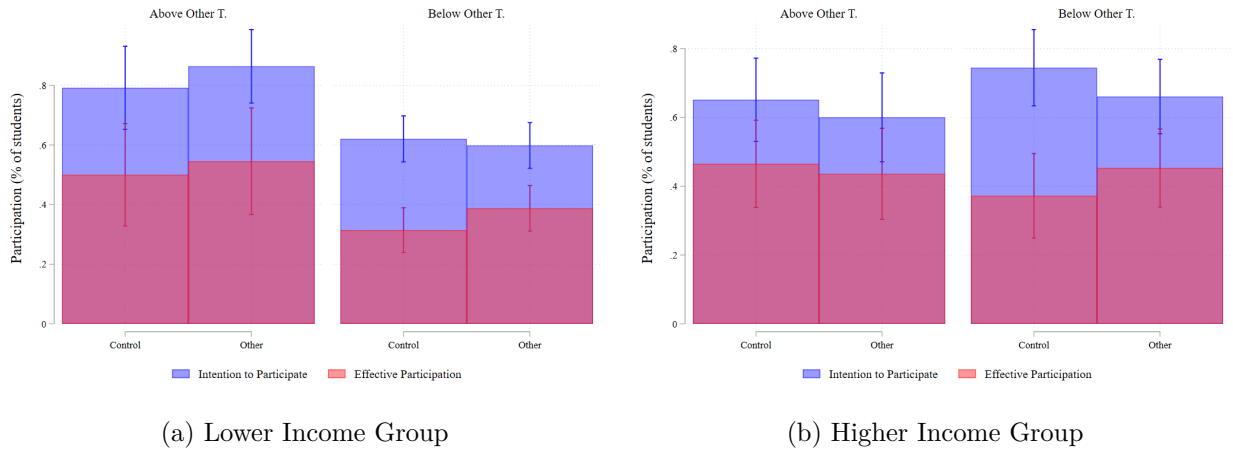 Above Other T.
Below Other T.
Participation (% of students)
.8
.6
.4
.2
0
Control
Other
Control
Other
Intention to Participate
Effective Participation
(a) Lower Income Group
Above Other T.
Below Other T.
Participation (% of students)
.8
.6
.4
.2
0
Control
Other
Control
Other
Intention to Participate
Effective Participation
(b) Higher Income Group